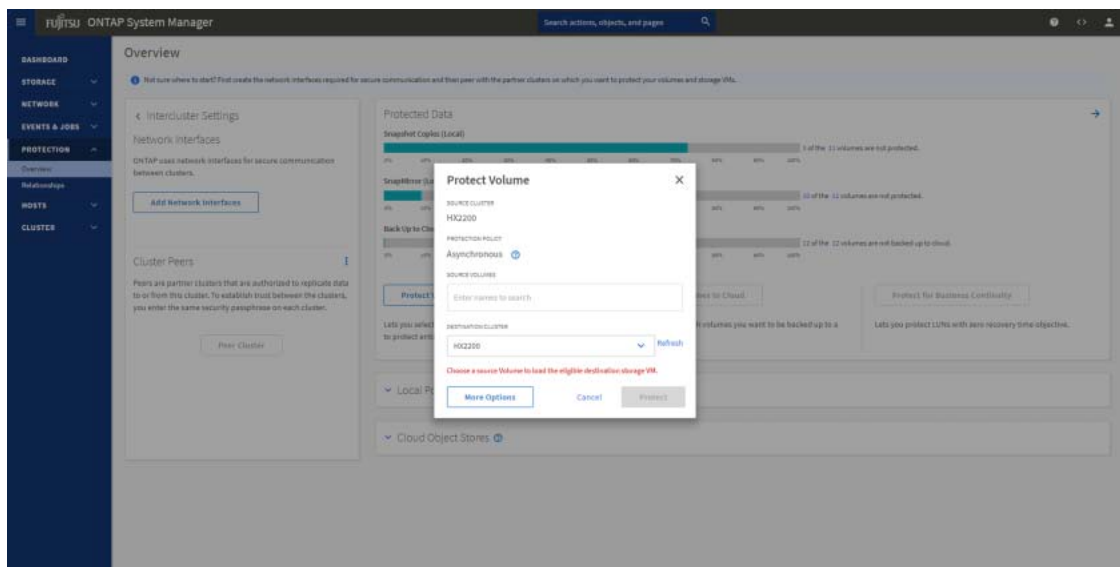 FUJITSU ONTAP System Manager
Search actions, objects, and pages
DASHBOARD
STORAGE
NETWORK
EVENTS & JOBS
PROTECTION
Overview
Relationships
HOSTS
CLUSTER
Overview
Not sure where to start? First create the network interfaces required for secure communication and then peer with the partner clusters on which you want to protect your volumes and storage VMs.
Intercluster Settings
Network Interfaces
ONTAP uses network interfaces for secure communication
between clusters.
Add Network Interfaces
Cluster Peers
Peers are partner clusters that are authorized to replicate data
to or from this cluster. To establish trust between the clusters,
you enter the same security passphrase on each cluster.
Peer Cluster
Protected Data
Snapshot Copies (Local)
of the 11 volumes are not protected.
SnapMirror
10 of the 12 volumes are not protected.
Back Up to
12 of the 12 volumes are not backed up to cloud.
Protect
to Cloud
Protect for Business Continuity
Lets you select
to protect
volumes you want to be backed up to a
Lets you protect LUNs with zero recovery time objective.
Local
Cloud Object Stores
Protect Volume
SOURCE CLUSTER
HX2200
PROTECTION POLICY
Asynchronous
SOURCE VOLUMES
Enter names to search
DESTINATION CLUSTER
HX2200
Refresh
Choose a source Volume to load the eligible destination storage VM.
More Options
Cancel
Protect